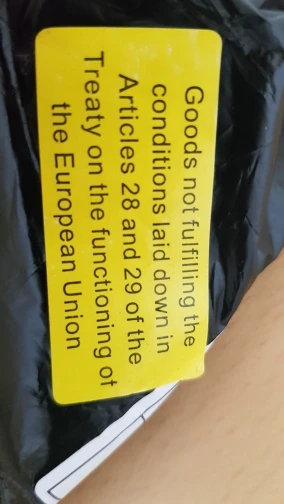 Goods not fulfilling the
conditions laid down in
Articles 28 and 29 of the
Treaty on the functioning of
the European Union